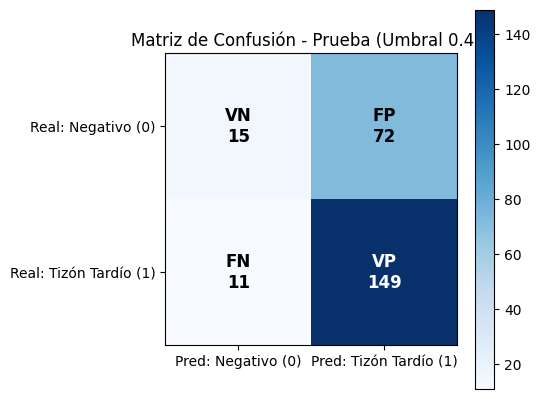 Matriz de Confusión - Prueba (Umbral 0.4
Real: Negativo (0)
VN
15
FP
72
Real: Tizón Tardío (1)
FN
11
VP
149
Pred: Negativo (0)
Pred: Tizón Tardío (1)
140
120
100
80
60
40
20